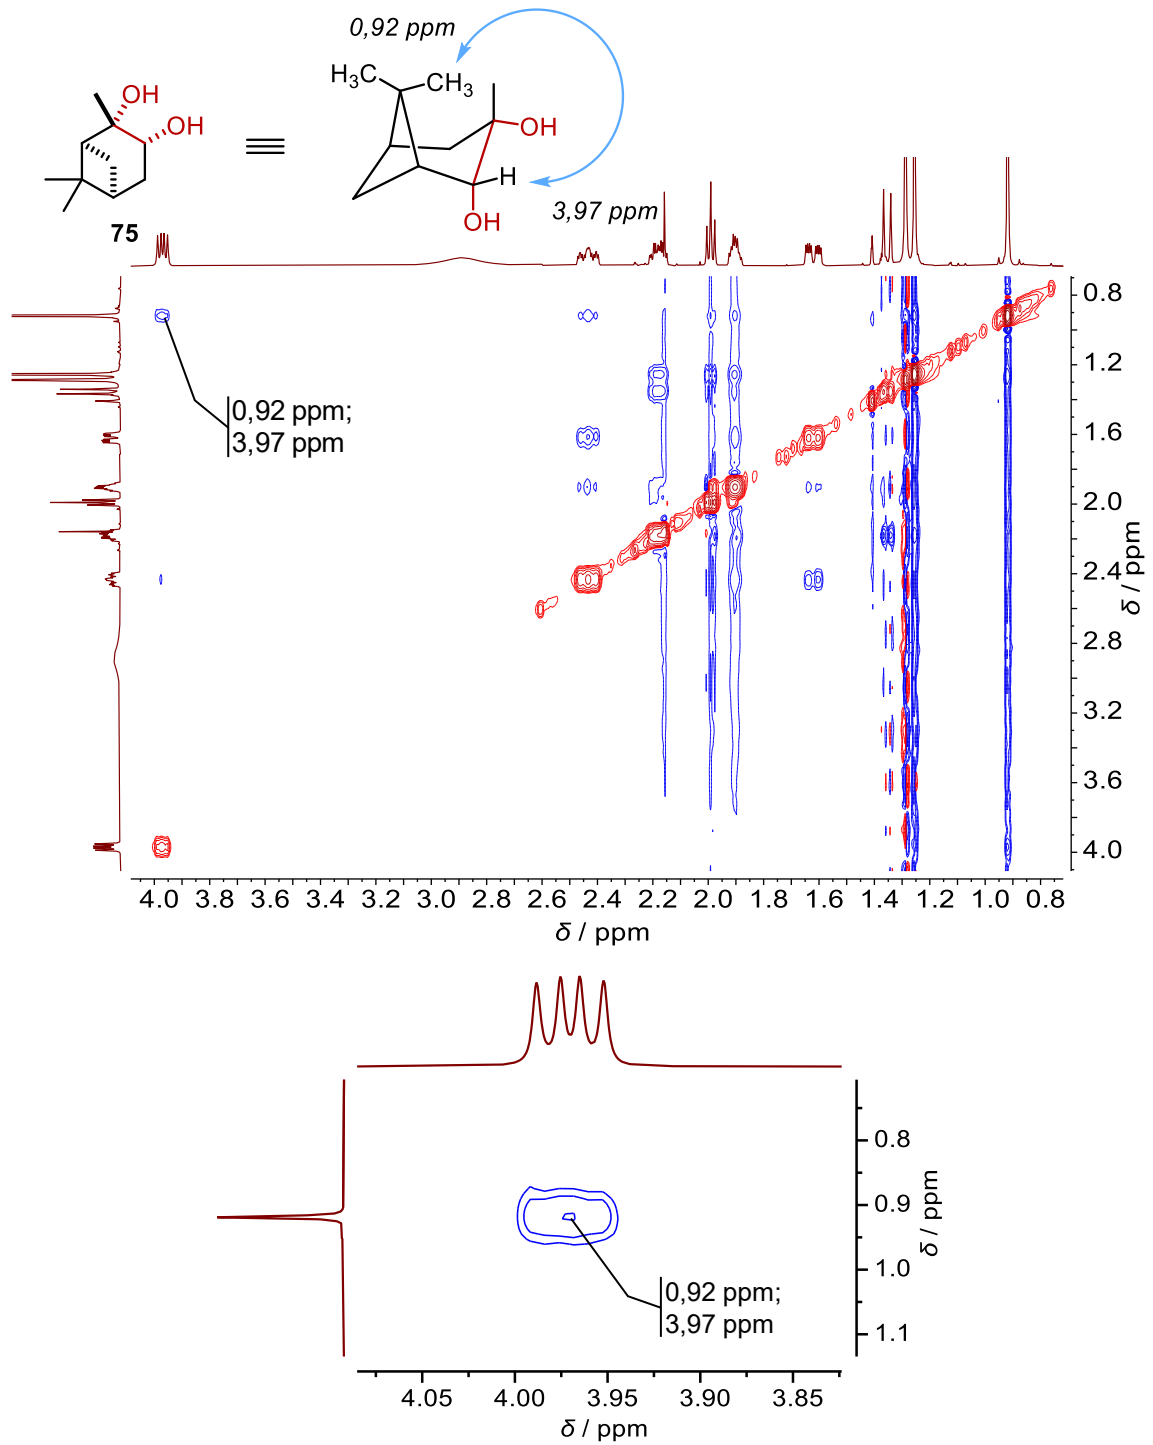 0,92 ppm
H₃C
CH₃
OH
OH
OH
H
OH
75
3,97 ppm
0.8
1.2
1.6
2.0
2.4
2.8
3.2
3.6
4.0
δ / ppm
0,92 ppm;
3,97 ppm
4.0 3.8 3.6 3.4 3.2 3.0 2.8 2.6 2.4 2.2 2.0 1.8 1.6 1.4 1.2 1.0 0.8
δ / ppm
0.8
0.9
1.0
1.1
δ / ppm
0,92 ppm;
3,97 ppm
4.05 4.00 3.95 3.90 3.85
δ / ppm